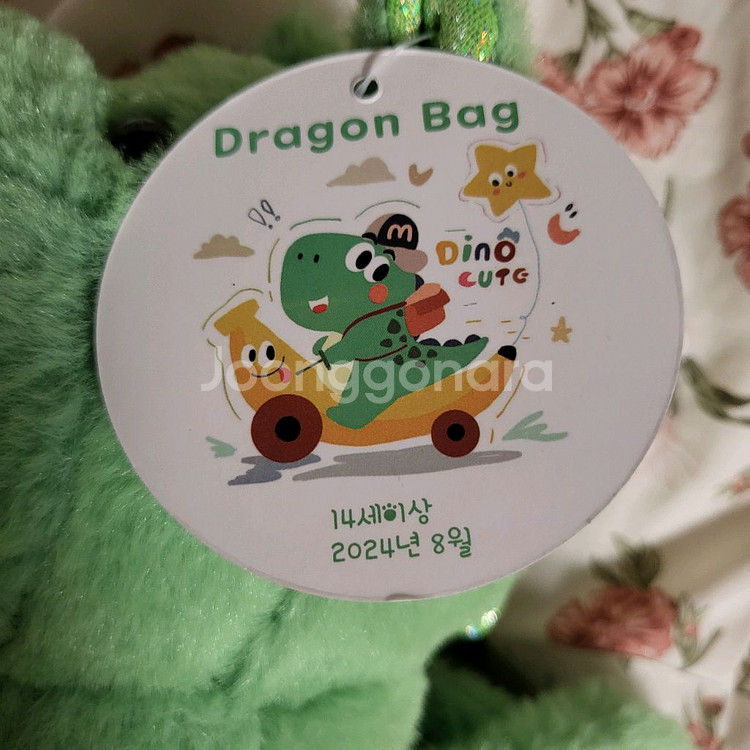 Dragon Bag
m
Dino
CUTE
Joonggonara
14세이상
2024년 8월